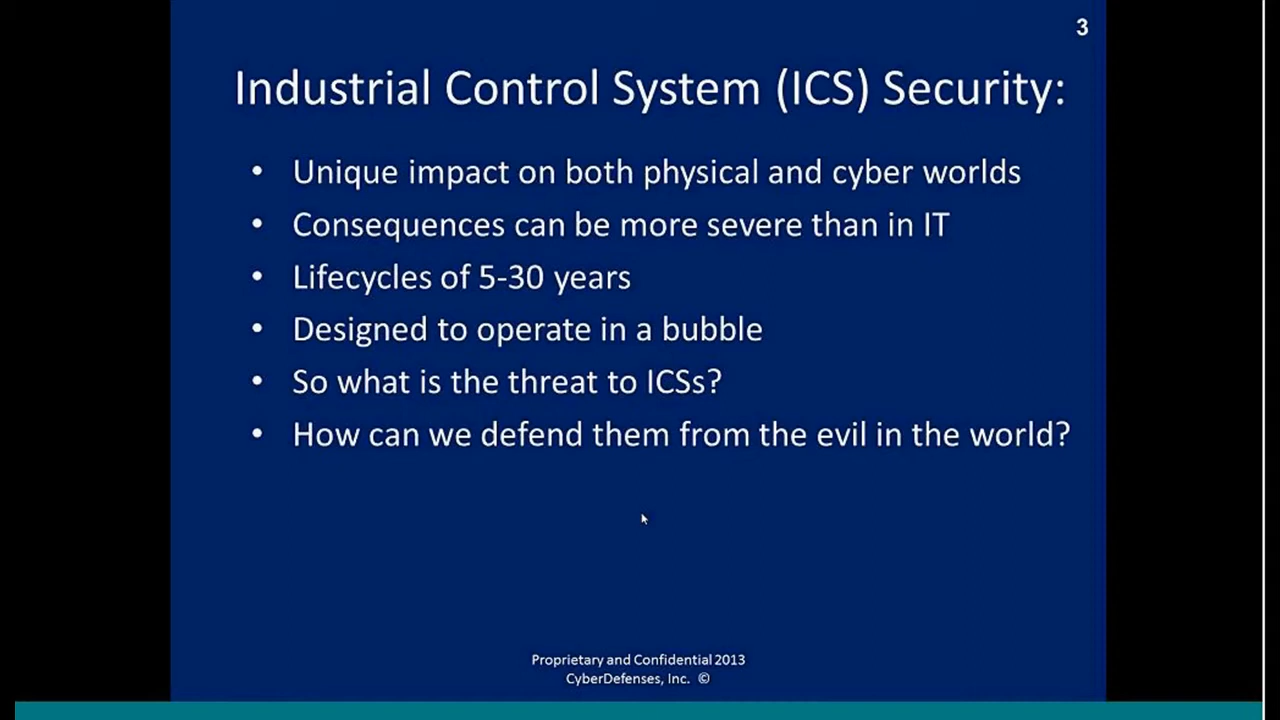 3
Industrial Control System (ICS) Security:
• Unique impact on both physical and cyber worlds
• Consequences can be more severe than in IT
• Lifecycles of 5-30 years
• Designed to operate in a bubble
• So what is the threat to ICSs?
• How can we defend them from the evil in the world?
Proprietary and Confidential 2013
CyberDefenses, Inc. ©